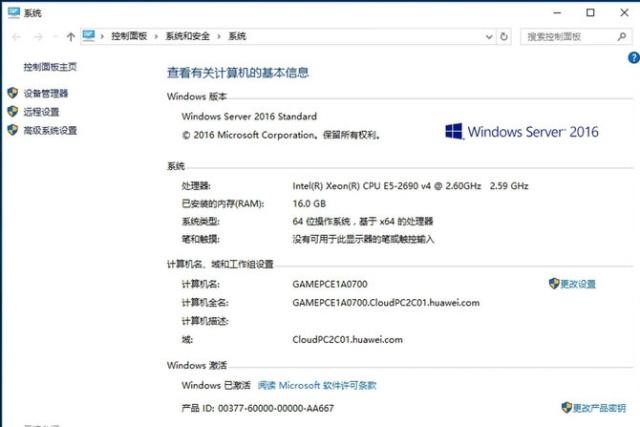 系统
控制面板 › 系统和安全 › 系统
搜索控制面板
控制面板主页
设备管理器
远程设置
高级系统设置
查看有关计算机的基本信息
Windows 版本
Windows Server 2016 Standard
© 2016 Microsoft Corporation。保留所有权利。
Windows Server 2016
系统
处理器: Intel(R) Xeon(R) CPU E5-2690 v4 @ 2.60GHz 2.59 GHz
已安装的内存(RAM): 16.0 GB
系统类型: 64 位操作系统，基于 x64 的处理器
笔和触摸: 没有可用于此显示器的笔或触控输入
计算机名、域和工作组设置
计算机名: GAMEPCE1A0700 更改设置
计算机全名: GAMEPCE1A0700.CloudPC2C01.huawei.com
计算机描述:
域: CloudPC2C01.huawei.com
Windows 激活
Windows 已激活 阅读 Microsoft 软件许可条款
产品 ID: 00377-60000-00000-AA667 更改产品密钥